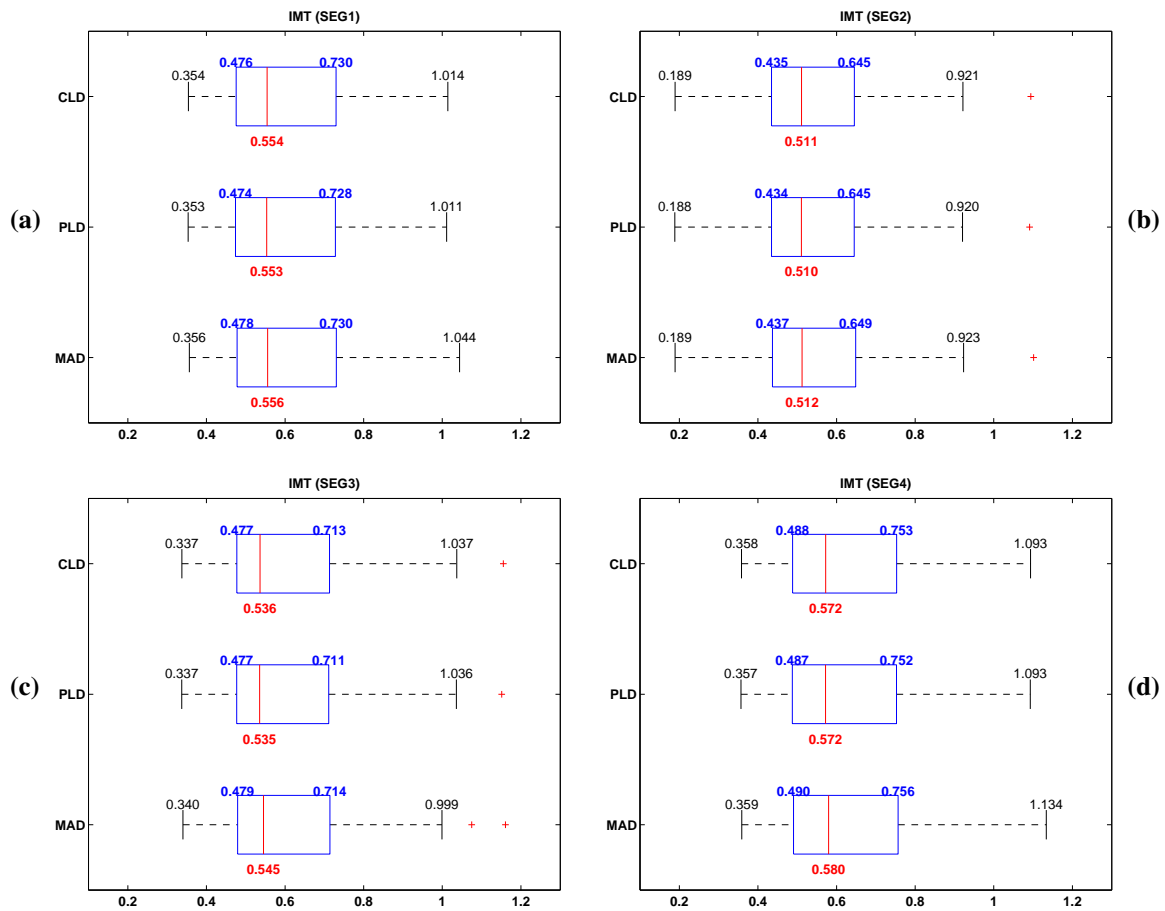 IMT (SEG1)
0.476 0.730
0.354 1.014
CLD
0.554
0.474 0.728
0.353 1.011
(a)
PLD
0.553
0.478 0.730
0.356 1.044
MAD
0.556
0.2 0.4 0.6 0.8 1 1.2
IMT (SEG2)
0.435 0.645
0.189 0.921
CLD
0.511
0.434 0.645
0.188 0.920
PLD
(b)
0.510
0.437 0.649
0.189 0.923
MAD
0.512
0.2 0.4 0.6 0.8 1 1.2
IMT (SEG3)
0.477 0.713
0.337 1.037
CLD
0.536
0.477 0.711
0.337 1.036
(c)
PLD
0.535
0.479 0.714
0.340 0.999
MAD
0.545
0.2 0.4 0.6 0.8 1 1.2
IMT (SEG4)
0.488 0.753
0.358 1.093
CLD
0.572
0.487 0.752
0.357 1.093
PLD
(d)
0.572
0.490 0.756
0.359 1.134
MAD
0.580
0.2 0.4 0.6 0.8 1 1.2